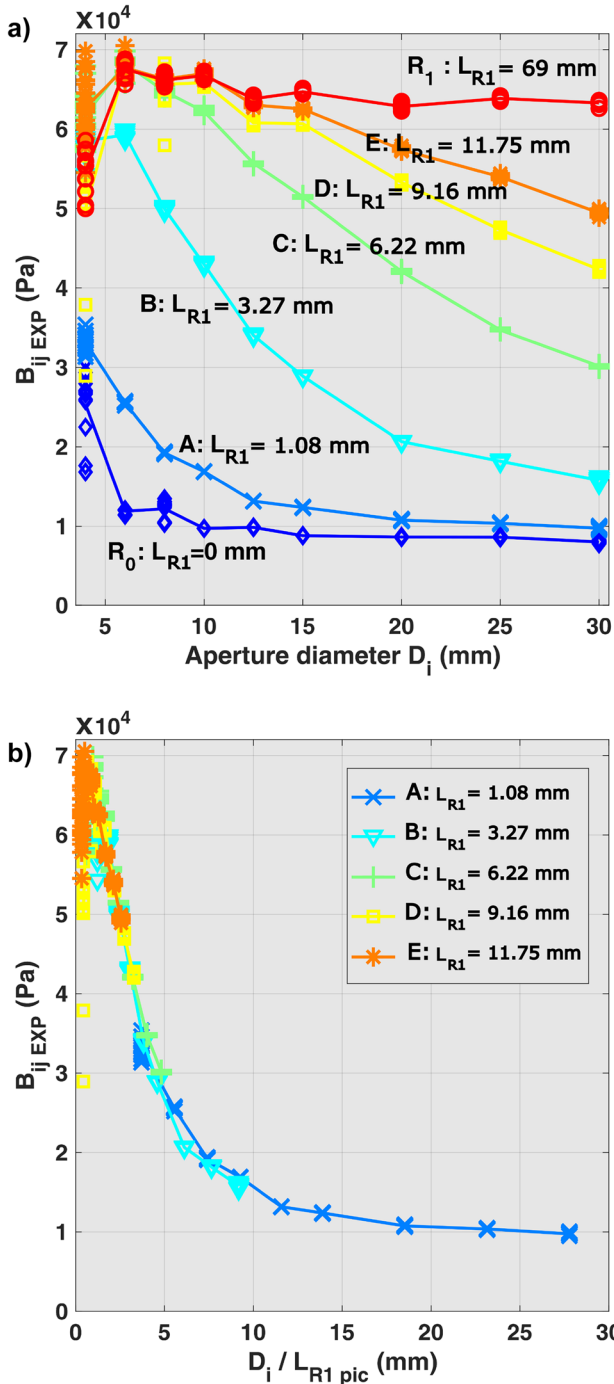 a)
X10⁴
7
6
5
4
3
2
1
0
B_ij EXP (Pa)
R₁ : L_R1= 69 mm
E: L_R1= 11.75 mm
D: L_R1= 9.16 mm
C: L_R1= 6.22 mm
B: L_R1= 3.27 mm
A: L_R1= 1.08 mm
R₀: L_R1=0 mm
5 10 15 20 25 30
Aperture diameter D_i (mm)
b)
X10⁴
7
6
5
4
3
2
1
0
B_ij EXP (Pa)
A: L_R1= 1.08 mm
B: L_R1= 3.27 mm
C: L_R1= 6.22 mm
D: L_R1= 9.16 mm
E: L_R1= 11.75 mm
0 5 10 15 20 25 30
D_i / L_R1 pic (mm)